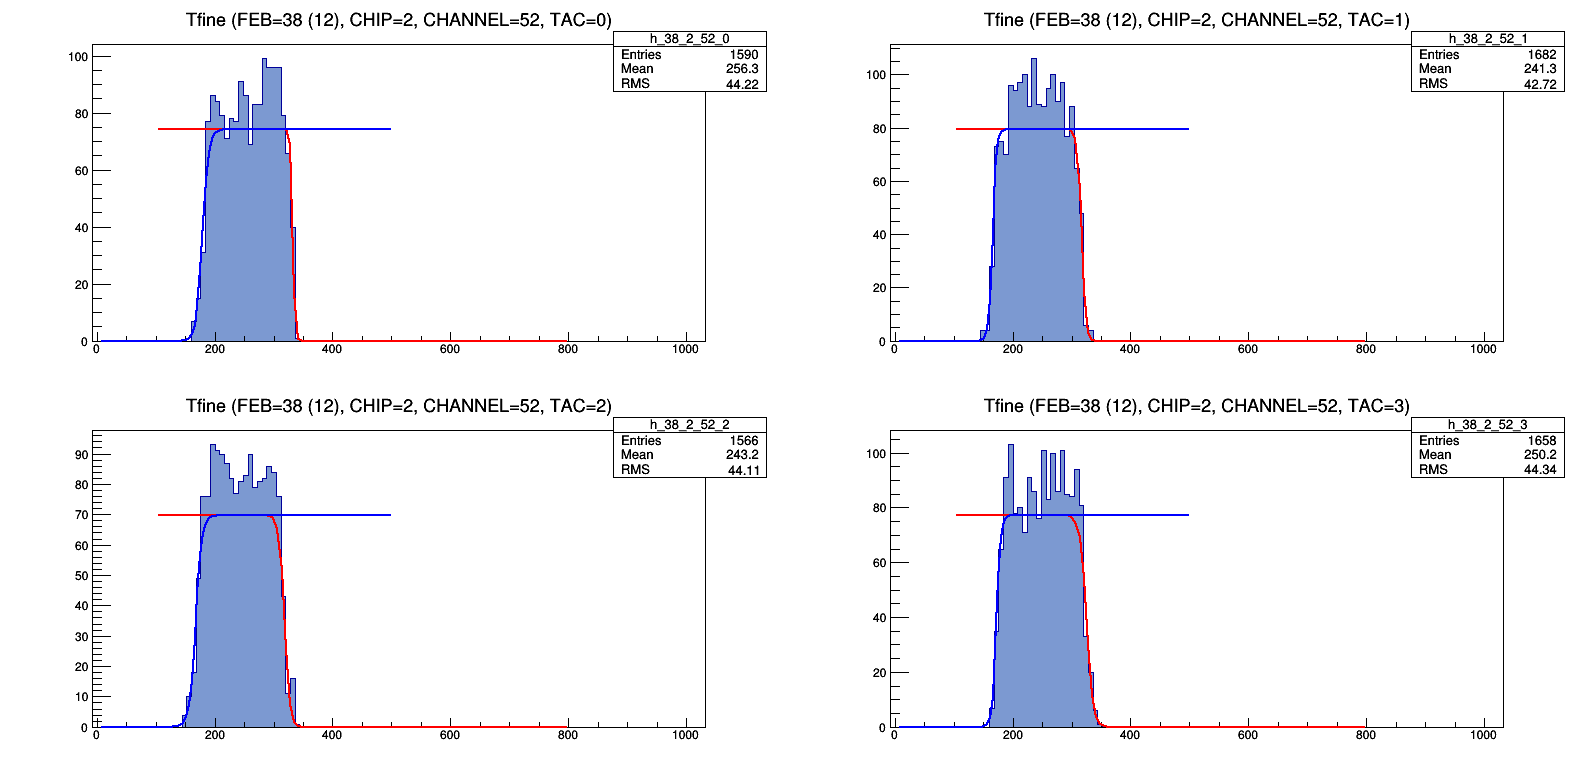 Tfine (FEB=38 (12), CHIP=2, CHANNEL=52, TAC=0)
h_38_2_52_0
Entries 1590
Mean 256.3
RMS 44.22
100
80
60
40
20
0
0 200 400 600 800 1000
Tfine (FEB=38 (12), CHIP=2, CHANNEL=52, TAC=1)
h_38_2_52_1
Entries 1682
Mean 241.3
RMS 42.72
100
80
60
40
20
0
0 200 400 600 800 1000
Tfine (FEB=38 (12), CHIP=2, CHANNEL=52, TAC=2)
h_38_2_52_2
Entries 1566
Mean 243.2
RMS 44.11
90
80
70
60
50
40
30
20
10
0
0 200 400 600 800 1000
Tfine (FEB=38 (12), CHIP=2, CHANNEL=52, TAC=3)
h_38_2_52_3
Entries 1658
Mean 250.2
RMS 44.34
100
80
60
40
20
0
0 200 400 600 800 1000